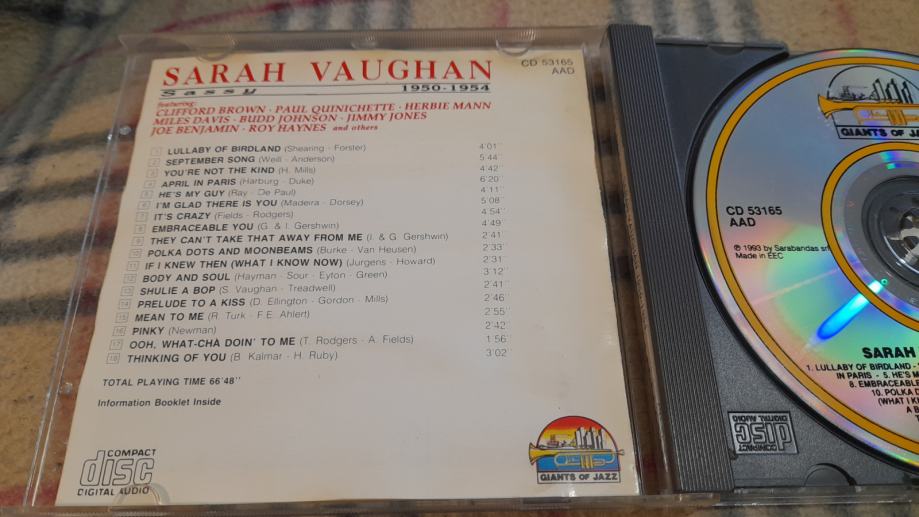 SARAH VAUGHAN
Sassy 1950-1954
CD 53165
AAD
featuring:
CLIFFORD BROWN · PAUL QUINICHETTE · HERBIE MANN
MILES DAVIS · BUDD JOHNSON · JIMMY JONES
JOE BENJAMIN · ROY HAYNES and others
1 LULLABY OF BIRDLAND (Shearing - Forster) 4'01''
2 SEPTEMBER SONG (Weill - Anderson) 5'44''
3 YOU'RE NOT THE KIND (H. Mills) 4'42''
4 APRIL IN PARIS (Harburg - Duke) 6'20''
5 HE'S MY GUY (Ray - De Paul) 4'11''
6 I'M GLAD THERE IS YOU (Madeira - Dorsey) 5'08''
7 IT'S CRAZY (Fields - Rodgers) 4'54''
8 EMBRACEABLE YOU (G. & I. Gershwin) 4'49''
9 THEY CAN'T TAKE THAT AWAY FROM ME (I. & G. Gershwin) 2'41''
10 POLKA DOTS AND MOONBEAMS (Burke - Van Heusen) 2'33''
11 IF I KNEW THEN (WHAT I KNOW NOW) (Jurgens - Howard) 2'31''
12 BODY AND SOUL (Hayman - Sour - Eyton - Green) 3'12''
13 SHULIE A BOP (S. Vaughan - Treadwell) 2'41''
14 PRELUDE TO A KISS (D. Ellington - Gordon - Mills) 2'46''
15 MEAN TO ME (R. Turk - F.E. Ahlert) 2'55''
16 PINKY (Newman) 2'42''
17 OOH, WHAT-CHÀ DOIN' TO ME (T. Rodgers - A. Fields) 1'56''
18 THINKING OF YOU (B. Kalmar - H. Ruby) 3'02''
TOTAL PLAYING TIME 66'48''
Information Booklet Inside
COMPACT
disc
DIGITAL AUDIO
GIANTS OF JAZZ
GIANTS OF JAZ
CD 53165
AAD
℗ 1993 by Sarabandas srl
Made in EEC
SARAH
1. LULLABY OF BIRDLAND -
IN PARIS - 5. HE'S M
8. EMBRACEABLE
10. POLKA D
(WHAT I K
COMPACT
disc
DIGITAL AUDIO